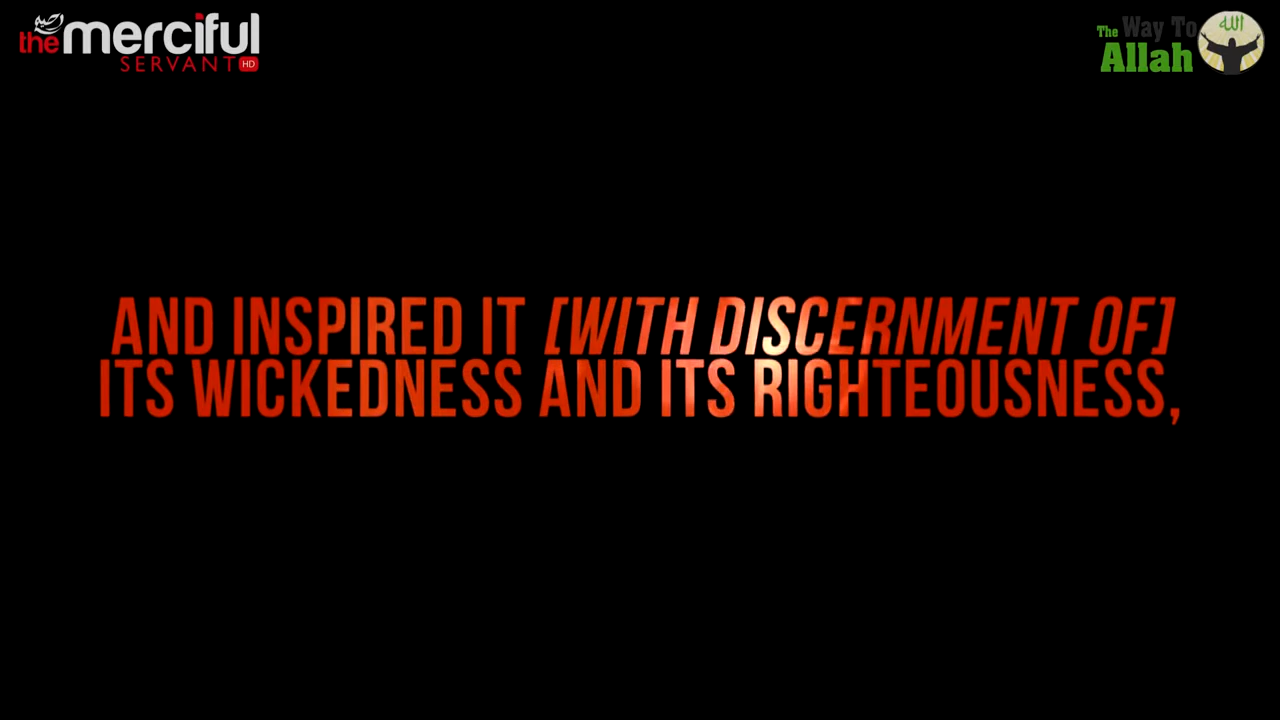 the merciful
SERVANT HD
The Way To
Allah
الله
AND INSPIRED IT [WITH DISCERNMENT OF]
ITS WICKEDNESS AND ITS RIGHTEOUSNESS,